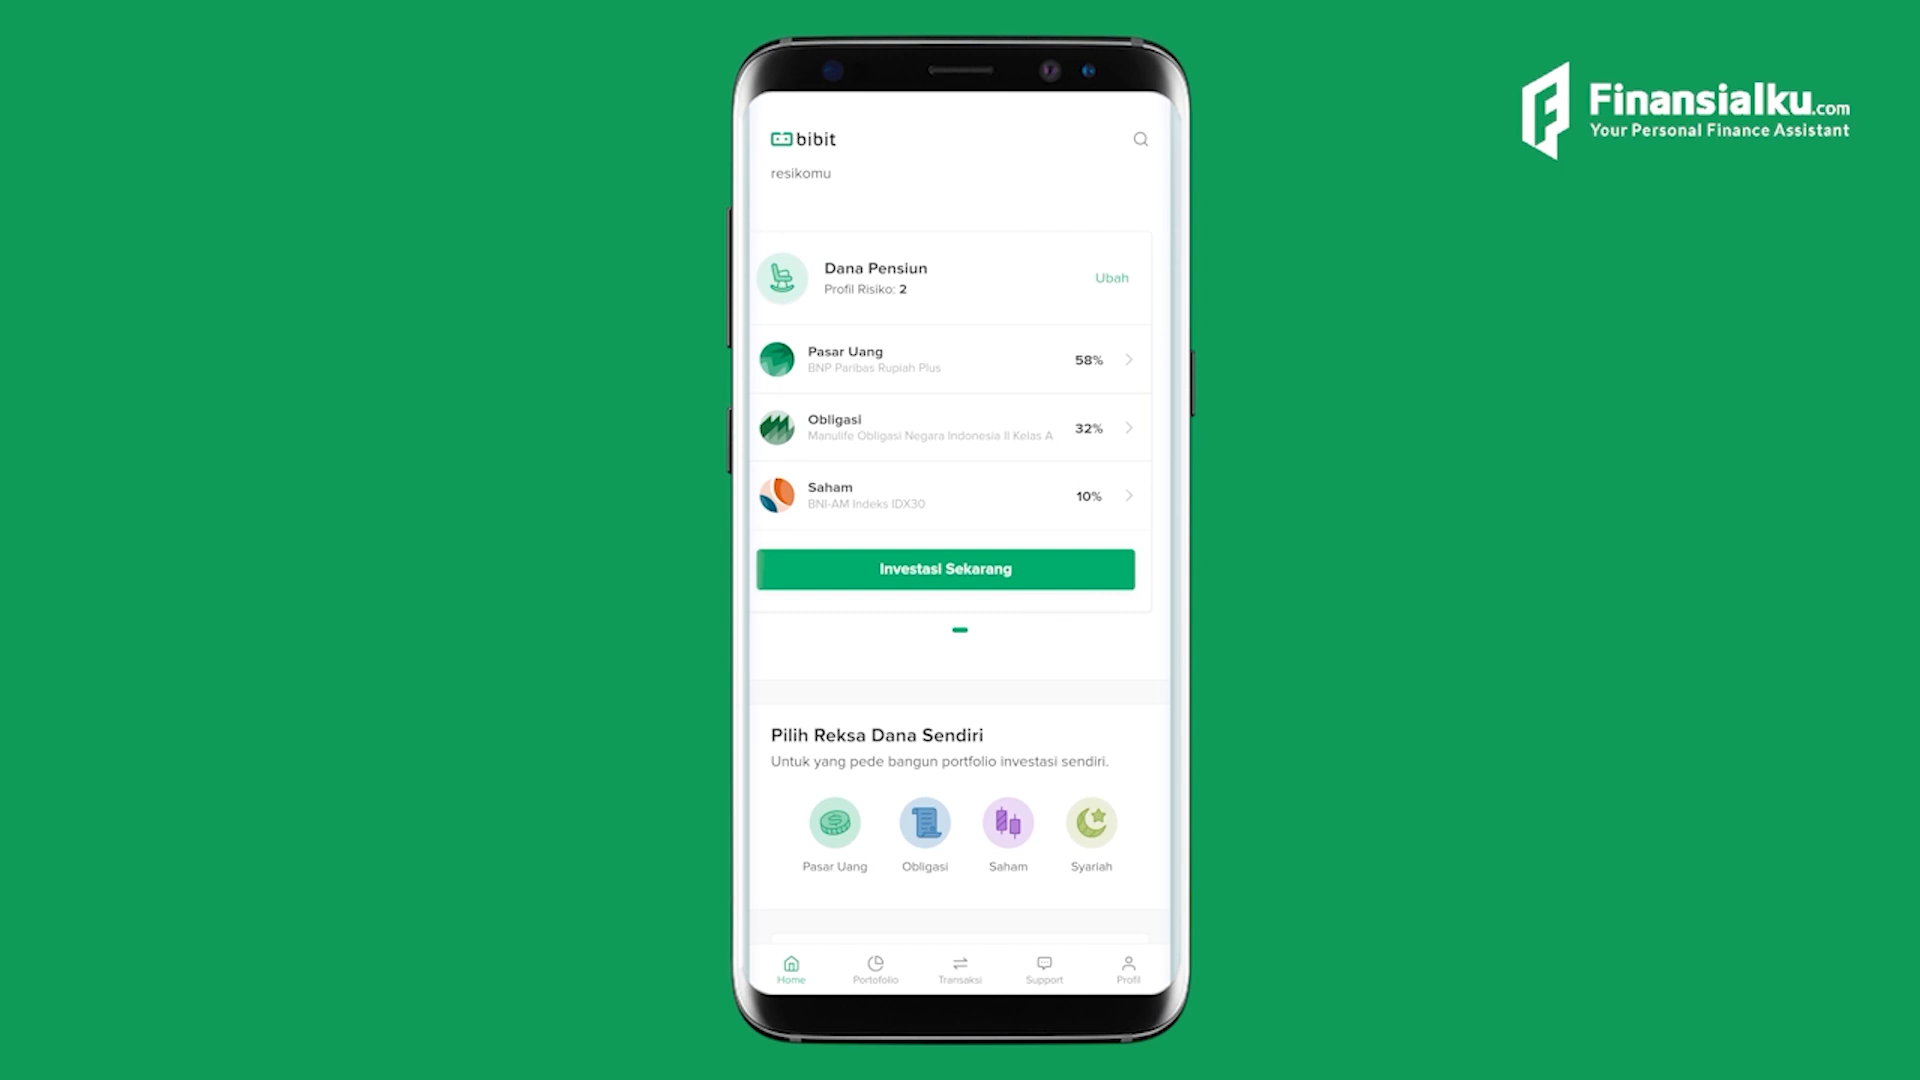 Finansialku.com
Your Personal Finance Assistant
bibit
resikomu
Dana Pensiun
Profil Risiko: 2
Ubah
Pasar Uang
BNP Paribas Rupiah Plus
58%
Obligasi
Manulife Obligasi Negara Indonesia II Kelas A
32%
Saham
BNI-AM Indeks IDX30
10%
Investasi Sekarang
Pilih Reksa Dana Sendiri
Untuk yang pede bangun portfolio investasi sendiri.
Pasar Uang
Obligasi
Saham
Syariah
Home
Portofolio
Transaksi
Support
Profil